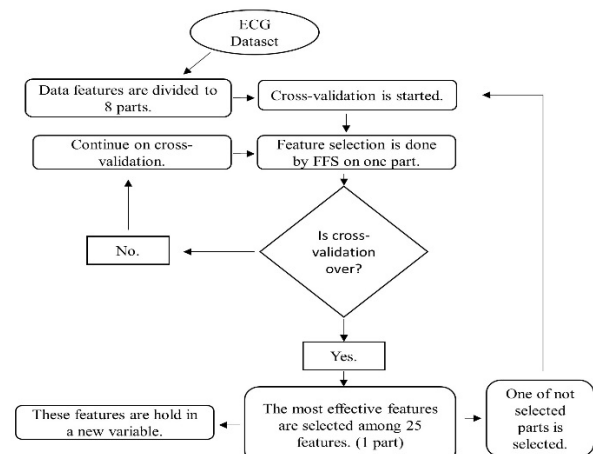 ECG
Dataset
Data features are divided to
8 parts.
Cross-validation is started.
Continue on cross-
validation.
Feature selection is done
by FFS on one part.
Is cross-
validation
over?
No.
Yes.
These features are hold in
a new variable.
The most effective features
are selected among 25
features. (1 part)
One of not
selected
parts is
selected.